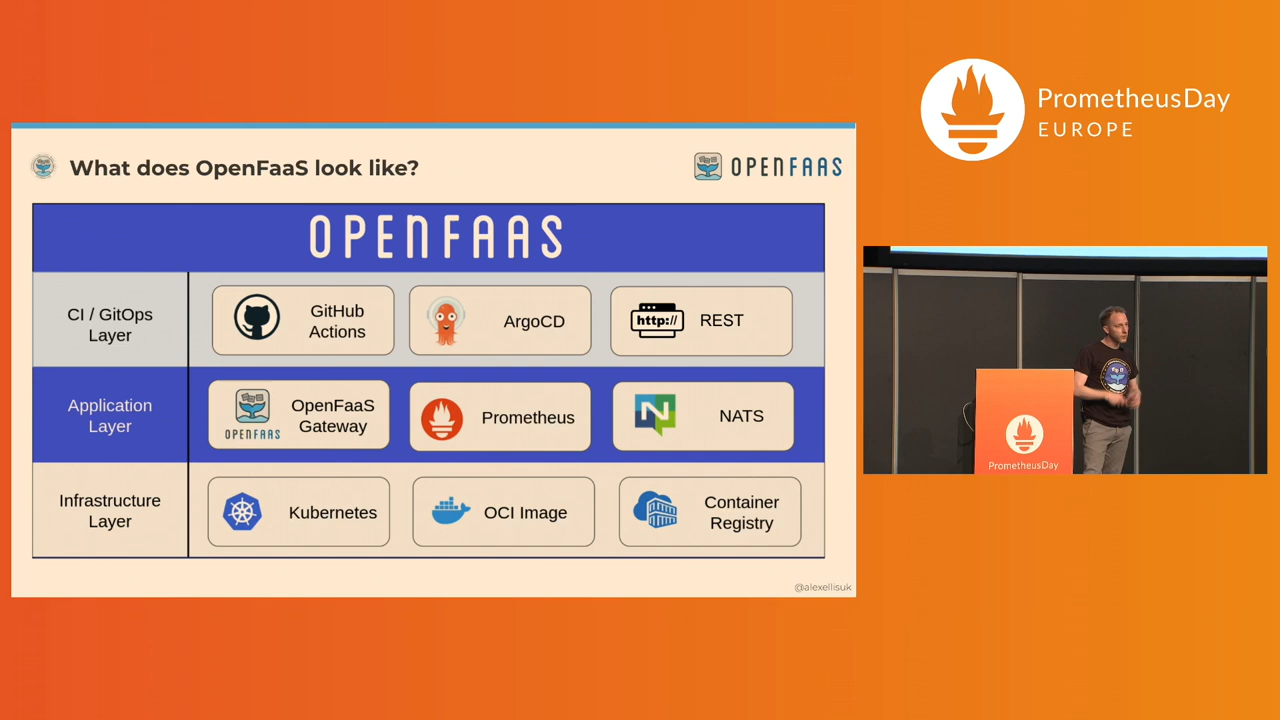 PrometheusDay
EUROPE
What does OpenFaaS look like?
OPENFAAS
OPENFAAS
CI / GitOps
Layer
GitHub
Actions
ArgoCD
http://
REST
Application
Layer
OPENFAAS
OpenFaaS
Gateway
Prometheus
N
NATS
Infrastructure
Layer
Kubernetes
OCI Image
Container
Registry
@alexellisuk
PrometheusDay